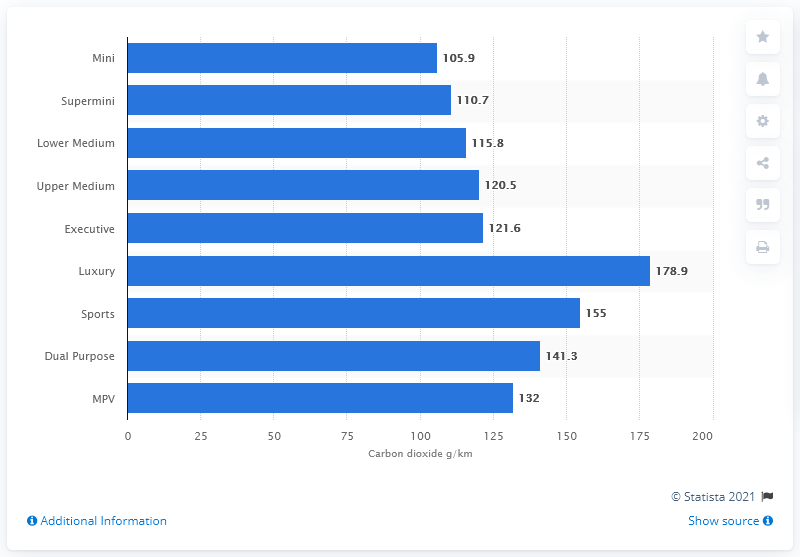 Mini 105.9
Supermini 110.7
Lower Medium 115.8
Upper Medium 120.5
Executive 121.6
Luxury 178.9
Sports 155
Dual Purpose 141.3
MPV 132
0 25 50 75 100 125 150 175 200
Carbon dioxide g/km
© Statista 2021
Additional Information Show source